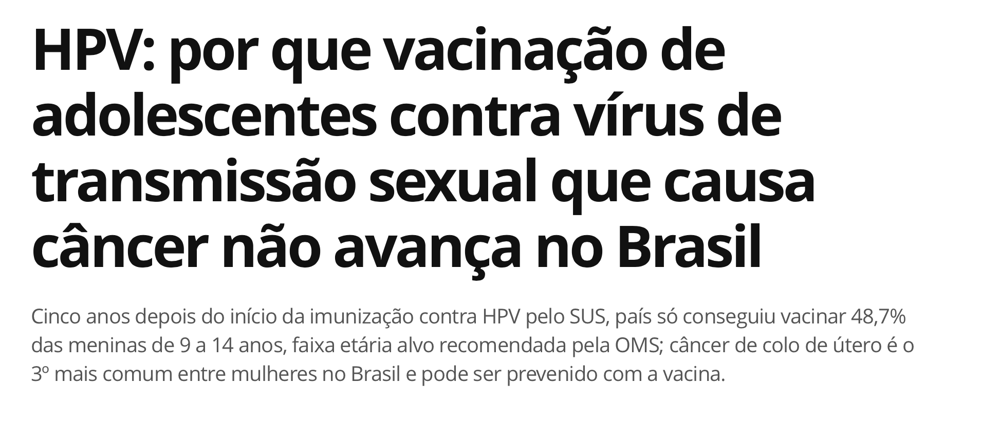 HPV: por que vacinação de
adolescentes contra vírus de
transmissão sexual que causa
câncer não avança no Brasil
Cinco anos depois do início da imunização contra HPV pelo SUS, país só conseguiu vacinar 48,7%
das meninas de 9 a 14 anos, faixa etária alvo recomendada pela OMS; câncer de colo de útero é o
3º mais comum entre mulheres no Brasil e pode ser prevenido com a vacina.